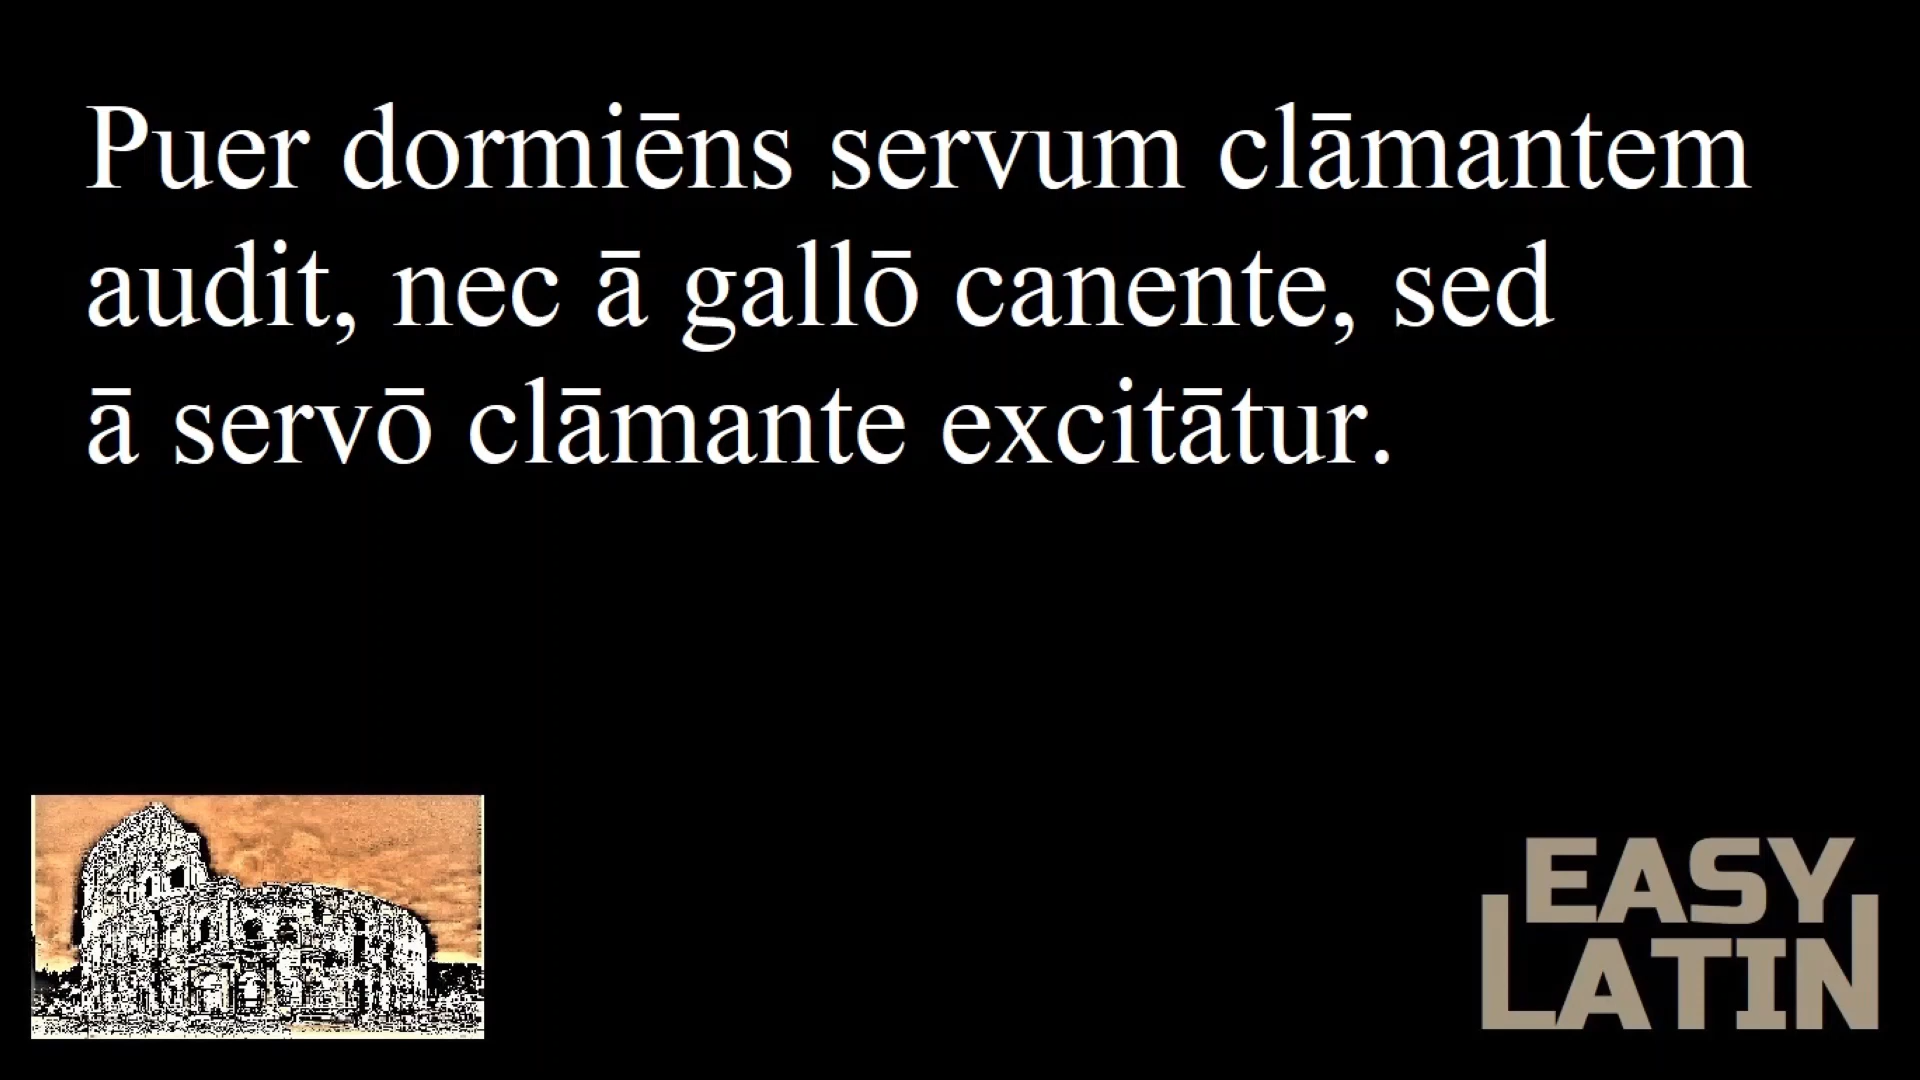 Puer dormiēns servum clāmantem
audit, nec ā gallō canente, sed
ā servō clāmante excitātur.
EASY
LATIN